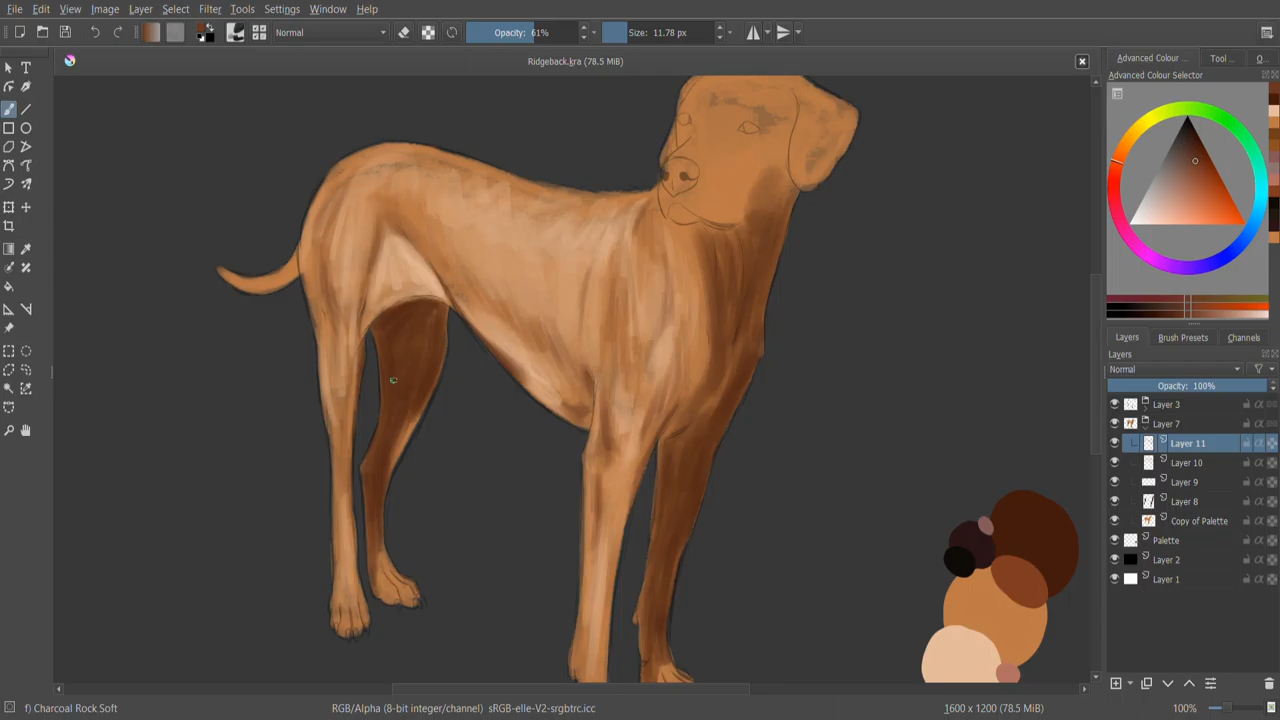 File Edit View Image Layer Select Filter Tools Settings Window Help
Normal Opacity: 61% Size: 11.78 px
Ridgeback.kra (78.5 MiB)
Advanced Colour ... Tool ... O...
Advanced Colour Selector
Layers Brush Presets Channels
Layers
Normal
Opacity: 100%
Layer 3
Layer 7
Layer 11
Layer 10
Layer 9
Layer 8
Copy of Palette
Palette
Layer 2
Layer 1
f) Charcoal Rock Soft RGB/Alpha (8-bit integer/channel) sRGB-elle-V2-srgbtrc.icc 1600 x 1200 (78.5 MiB) 100%